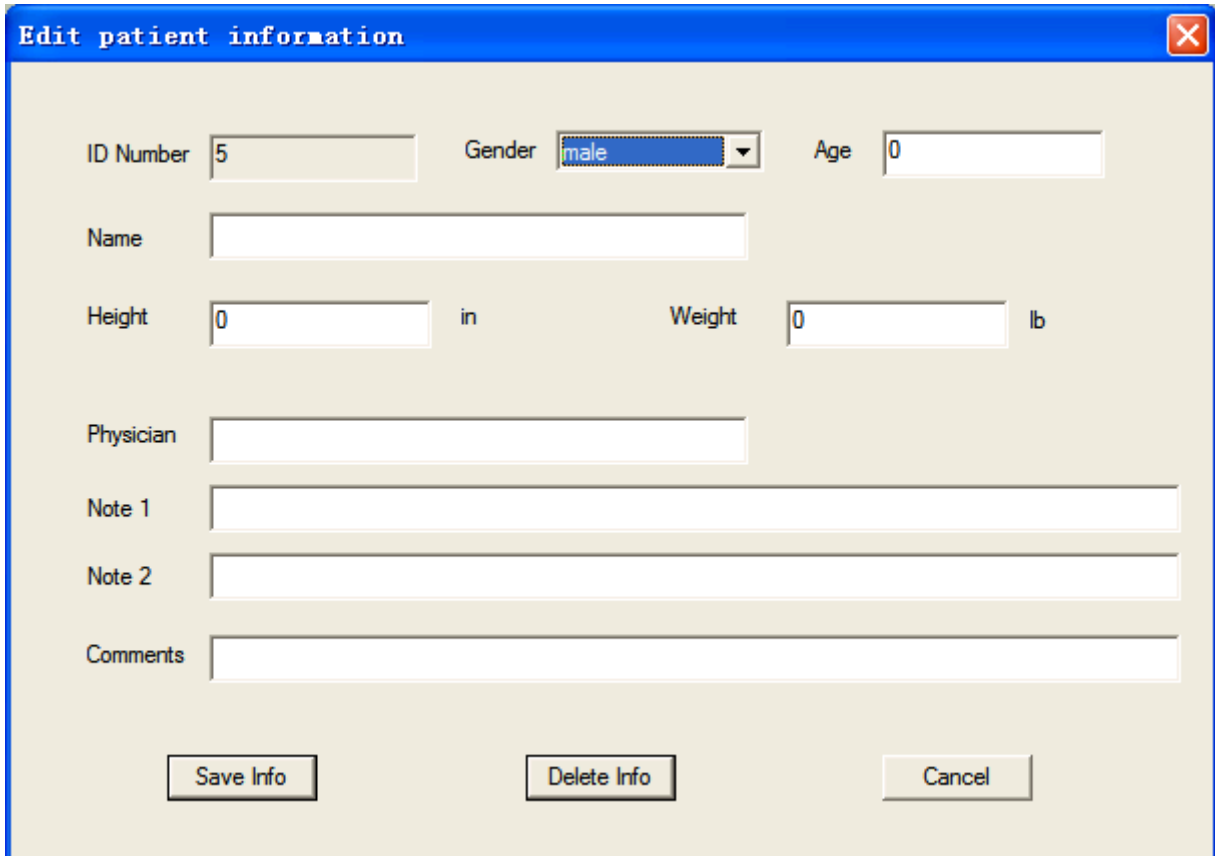 Edit patient information
ID Number 5 Gender male Age 0
Name
Height 0 in Weight 0 lb
Physician
Note 1
Note 2
Comments
Save Info Delete Info Cancel